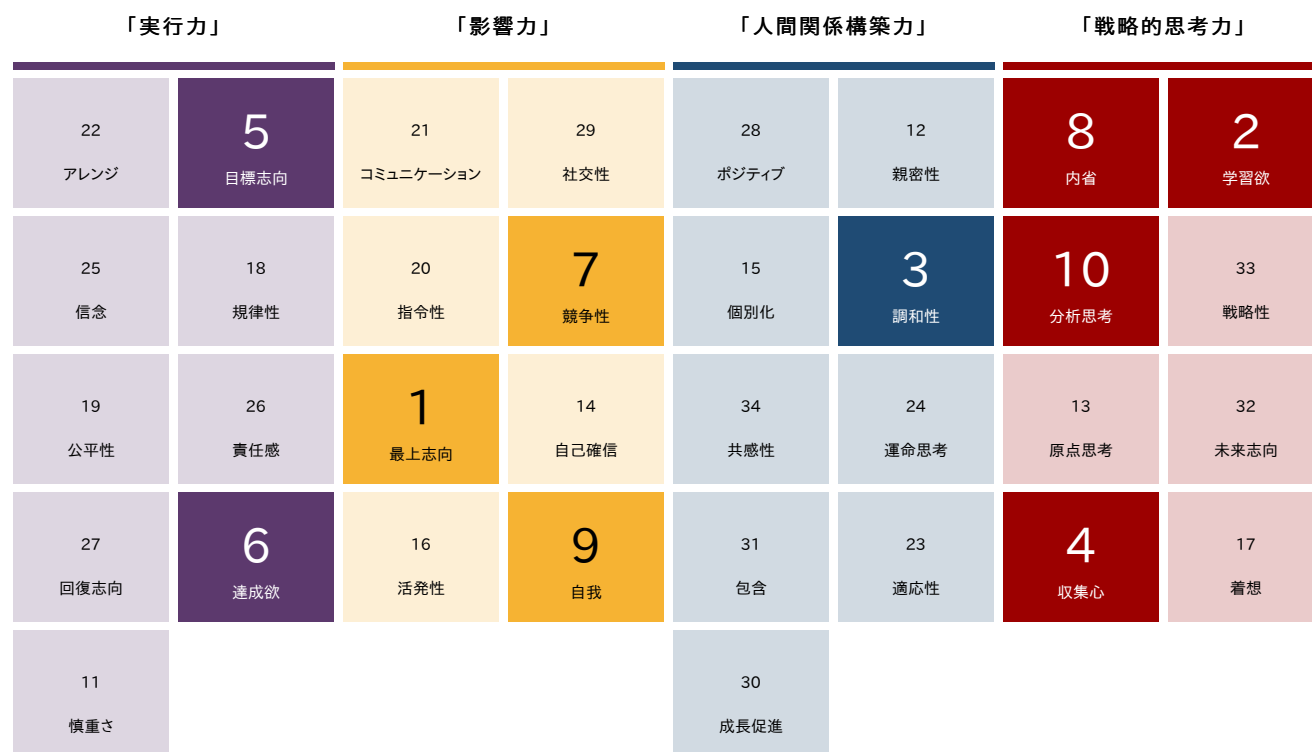 「実行力」
「影響力」
「人間関係構築力」
「戦略的思考力」
22
アレンジ
5
目標志向
21
コミュニケーション
29
社交性
28
ポジティブ
12
親密性
8
内省
2
学習欲
25
信念
18
規律性
20
指令性
7
競争性
15
個別化
3
調和性
10
分析思考
33
戦略性
19
公平性
26
責任感
1
最上志向
14
自己確信
34
共感性
24
運命思考
13
原点思考
32
未来志向
27
回復志向
6
達成欲
16
活発性
9
自我
31
包含
23
適応性
4
収集心
17
着想
11
慎重さ
30
成長促進